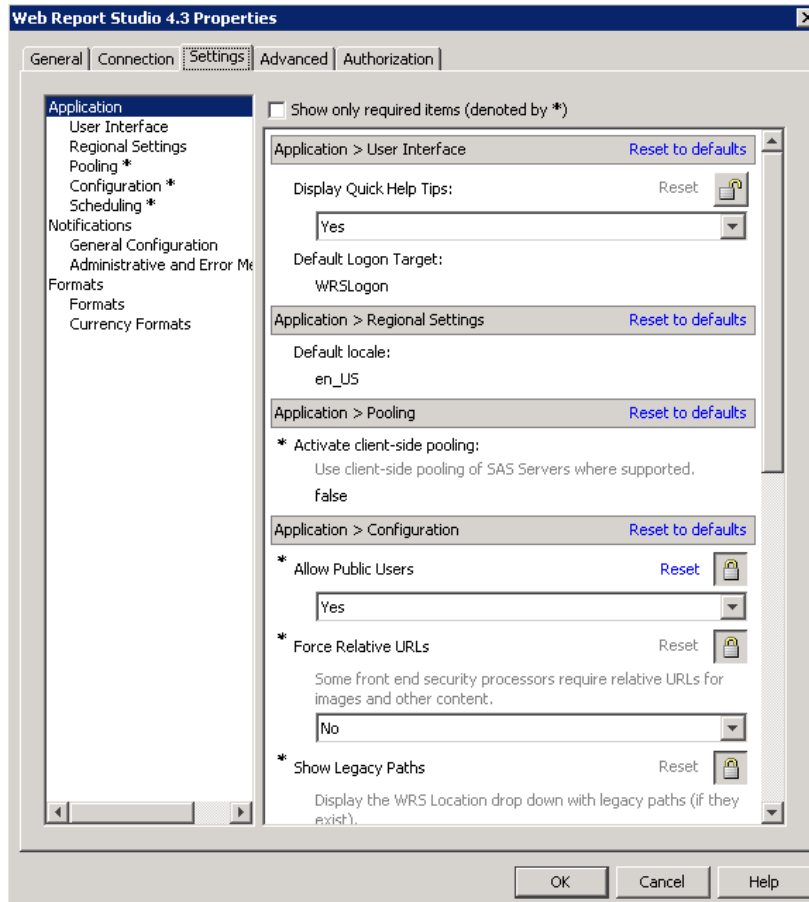 Web Report Studio 4.3 Properties
General Connection Settings Advanced Authorization
Application
User Interface
Regional Settings
Pooling *
Configuration *
Scheduling *
Notifications
General Configuration
Administrative and Error Me
Formats
Formats
Currency Formats
Show only required items (denoted by *)
Application > User Interface Reset to defaults
Display Quick Help Tips: Reset
Yes
Default Logon Target:
WRSLogon
Application > Regional Settings Reset to defaults
Default locale:
en_US
Application > Pooling Reset to defaults
* Activate client-side pooling:
Use client-side pooling of SAS Servers where supported.
false
Application > Configuration Reset to defaults
* Allow Public Users Reset
Yes
* Force Relative URLs Reset
Some front end security processors require relative URLs for
images and other content.
No
* Show Legacy Paths Reset
Display the WRS Location drop down with legacy paths (if they
exist).
OK Cancel Help